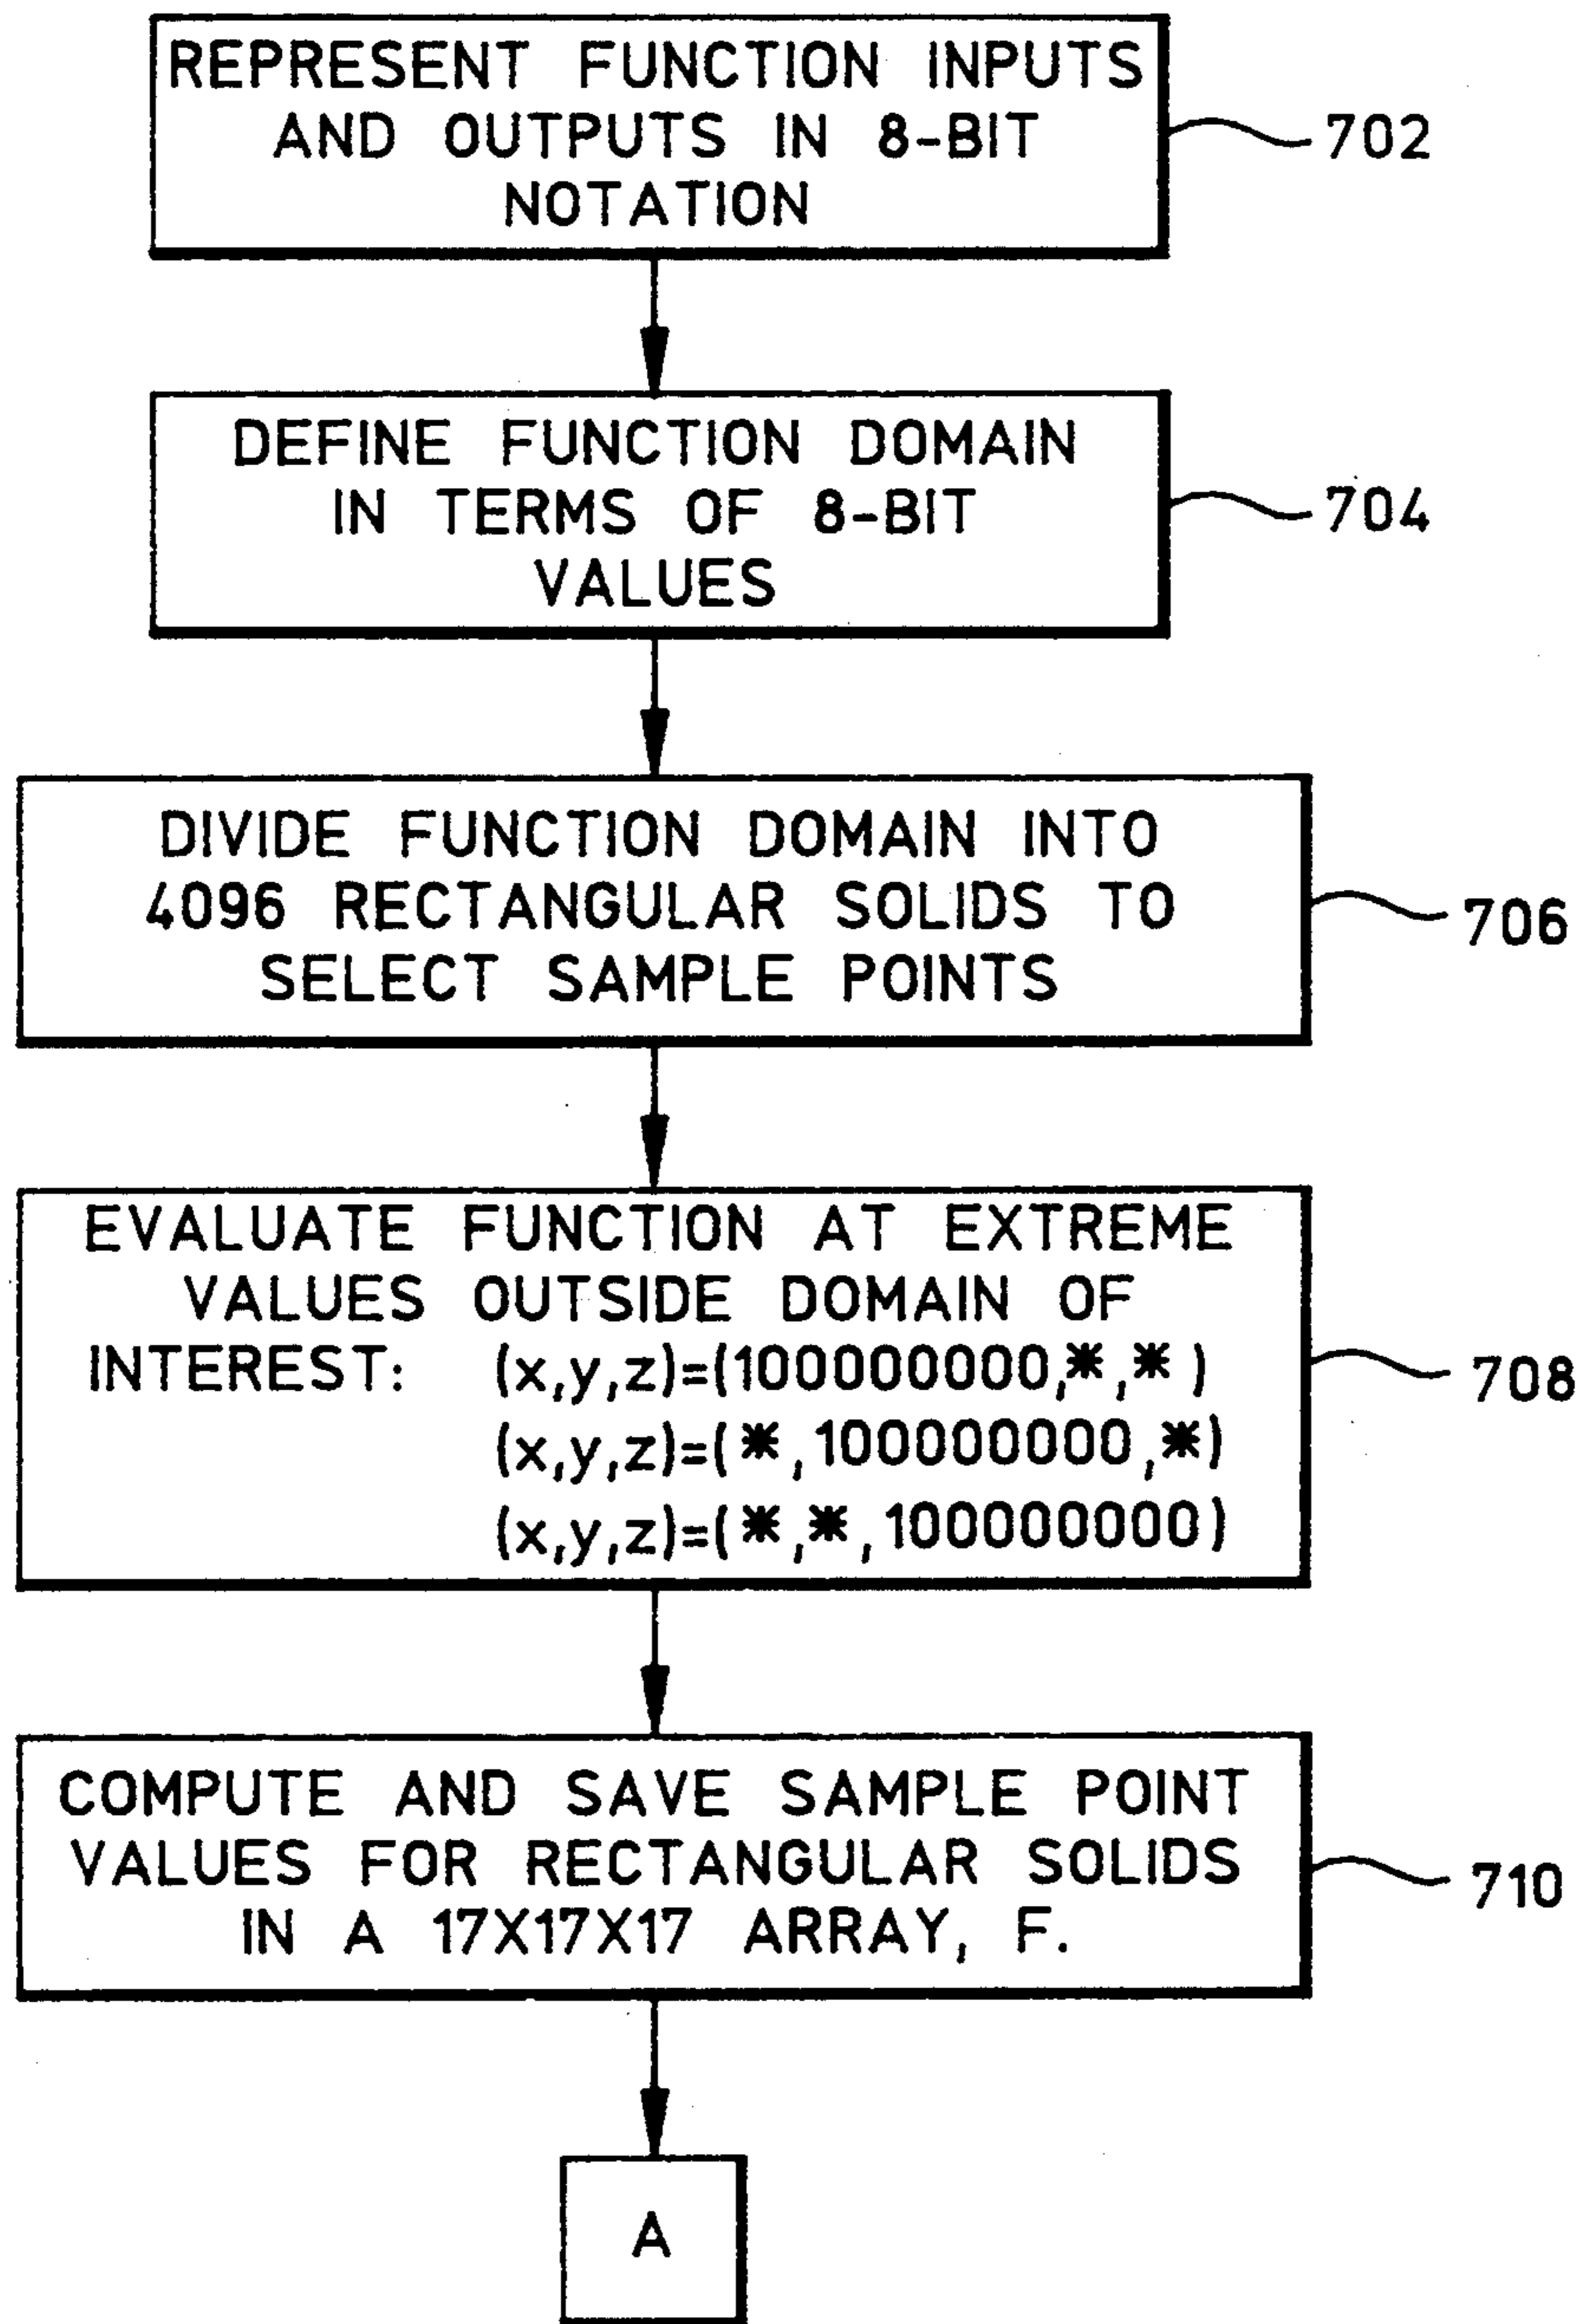 REPRESENT FUNCTION INPUTS
AND OUTPUTS IN 8-BIT
NOTATION
702
DEFINE FUNCTION DOMAIN
IN TERMS OF 8-BIT
VALUES
704
DIVIDE FUNCTION DOMAIN INTO
4096 RECTANGULAR SOLIDS TO
SELECT SAMPLE POINTS
706
EVALUATE FUNCTION AT EXTREME
VALUES OUTSIDE DOMAIN OF
INTEREST: (x,y,z)=(100000000,*,*)
(x,y,z)=(*,100000000,*)
(x,y,z)=(*,*,100000000)
708
COMPUTE AND SAVE SAMPLE POINT
VALUES FOR RECTANGULAR SOLIDS
IN A 17X17X17 ARRAY, F.
710
A